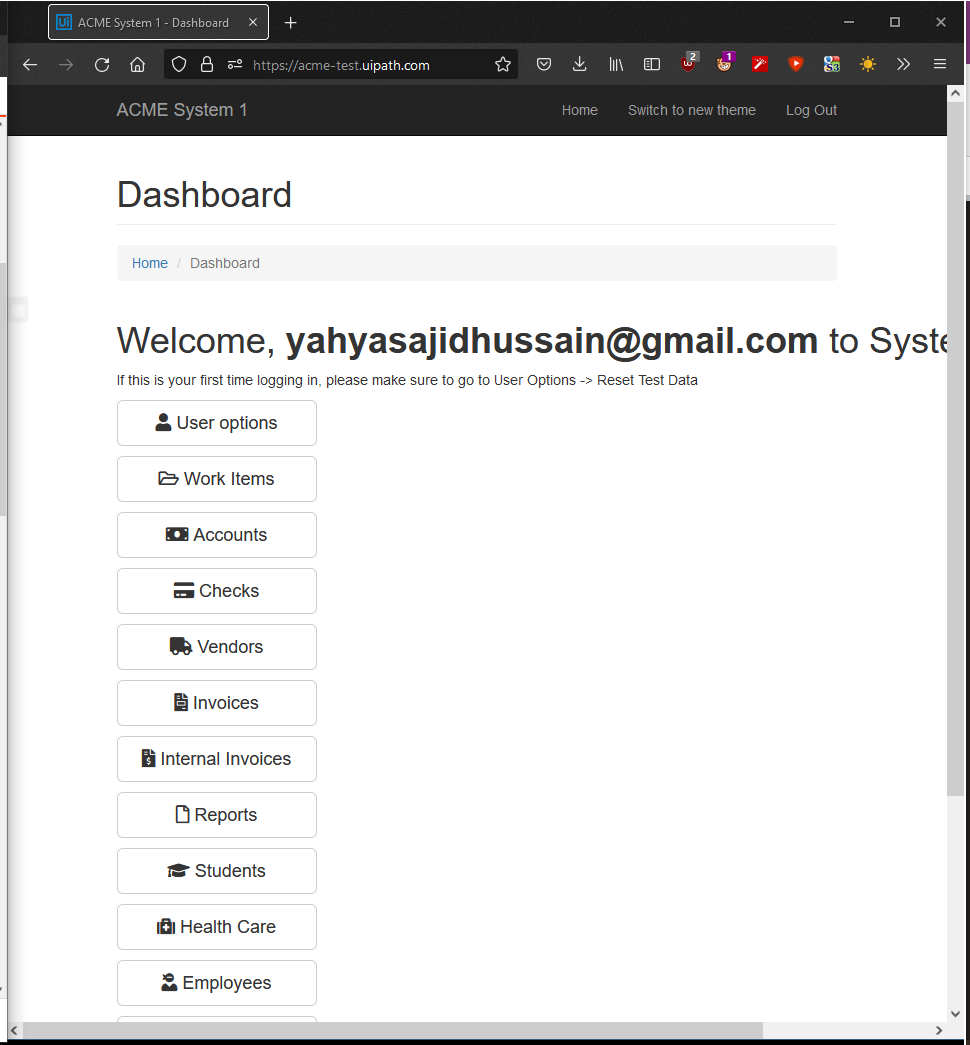 Ui ACME System 1 - Dashboard
https://acme-test.uipath.com
2
1
ACME System 1
Home
Switch to new theme
Log Out
Dashboard
Home / Dashboard
Welcome, yahyasajidhussain@gmail.com to Syste
If this is your first time logging in, please make sure to go to User Options -> Reset Test Data
User options
Work Items
Accounts
Checks
Vendors
Invoices
Internal Invoices
Reports
Students
Health Care
Employees